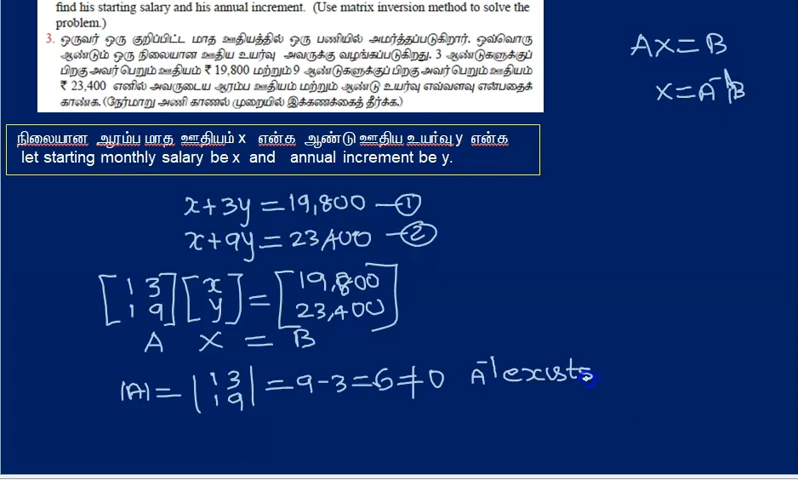 find his starting salary and his annual increment. (Use matrix inversion method to solve the
problem.)
3. ஒருவர் ஒரு குறிப்பிட்ட மாத ஊதியத்தில் ஒரு பணியில் அமர்த்தப்படுகிறார். ஒவ்வொரு
ஆண்டும் ஒரு நிலையான ஊதிய உயர்வு அவருக்கு வழங்கப்படுகிறது. 3 ஆண்டுகளுக்குப்
பிறகு அவர் பெறும் ஊதியம் ₹ 19,800 மற்றும் 9 ஆண்டுகளுக்குப் பிறகு அவர் பெறும் ஊதியம்
₹ 23,400 எனில் அவருடைய ஆரம்ப ஊதியம் மற்றும் ஆண்டு உயர்வு எவ்வளவு என்பதைக்
காண்க. (நேர்மாறு அணி காணல் முறையில் இக்கணக்கைத் தீர்க்க.)
AX = B
X = A⁻¹B
நிலையான ஆரம்ப மாத ஊதியம் x என்க ஆண்டு ஊதிய உயர்வு y என்க
let starting monthly salary be x and annual increment be y.
x + 3y = 19,800 — ①
x + 9y = 23,400 — ②
[1 3] [x] = [19,800]
[1 9] [y] [23,400]
A X = B
|A| = |1 3| = 9 - 3 = 6 ≠ 0 A⁻¹ exists
|1 9|